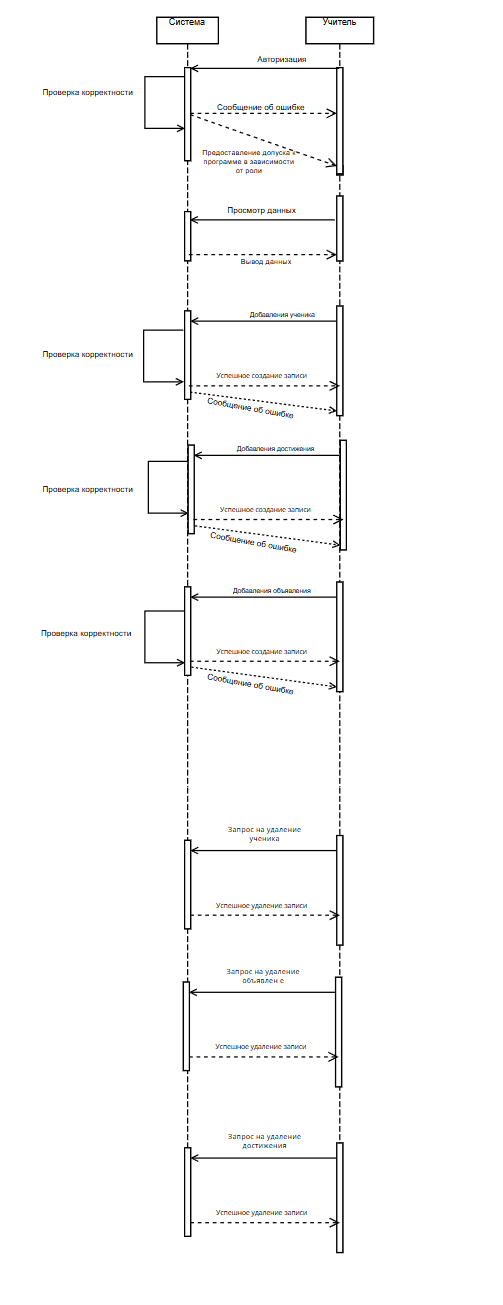 Система
Учитель
Авторизация
Проверка корректности
Сообщение об ошибке
Предоставление допуска к
программе в зависимости
от роли
Просмотр данных
Вывод данных
Добавления ученика
Проверка корректности
Успешное создание записи
Сообщение об ошибке
Добавления достижения
Проверка корректности
Успешное создание записи
Сообщение об ошибке
Добавления объявления
Проверка корректности
Успешное создание записи
Сообщение об ошибке
Запрос на удаление
ученика
Успешное удаление записи
Запрос на удаление
объявлен е
Успешное удаление записи
Запрос на удаление
достижения
Успешное удаление записи